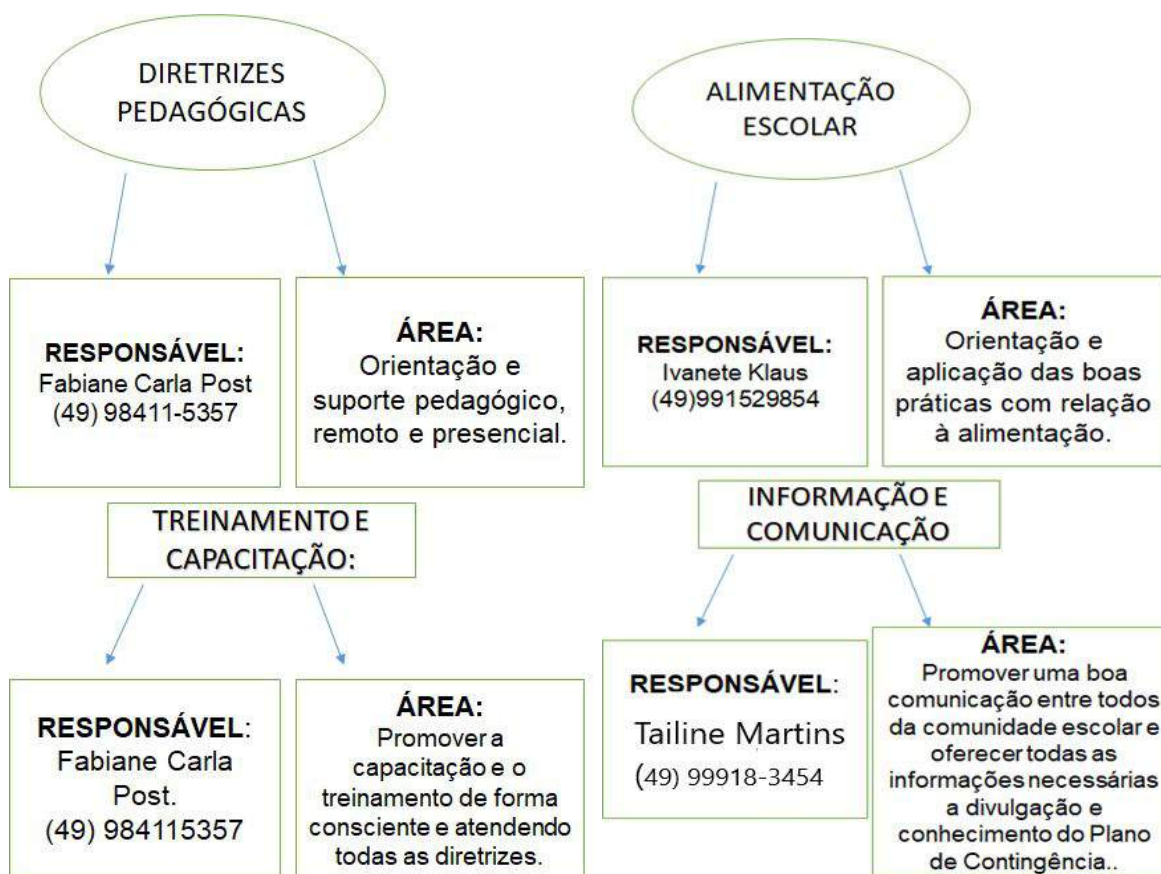 DIRETRIZES
PEDAGÓGICAS
RESPONSÁVEL:
Fabiane Carla Post
(49) 98411-5357
ÁREA:
Orientação e
suporte pedagógico,
remoto e presencial.
ALIMENTAÇÃO
ESCOLAR
RESPONSÁVEL:
Ivanete Klaus
(49)991529854
ÁREA:
Orientação e
aplicação das boas
práticas com relação
à alimentação.
TREINAMENTO E
CAPACITAÇÃO:
RESPONSÁVEL:
Fabiane Carla
Post.
(49) 984115357
ÁREA:
Promover a
capacitação e o
treinamento de forma
consciente e atendendo
todas as diretrizes.
INFORMAÇÃO E
COMUNICAÇÃO
RESPONSÁVEL:
Tailine Martins
(49) 99918-3454
ÁREA:
Promover uma boa
comunicação entre todos
da comunidade escolar e
oferecer todas as
informações necessárias
a divulgação e
conhecimento do Plano
de Contingência..